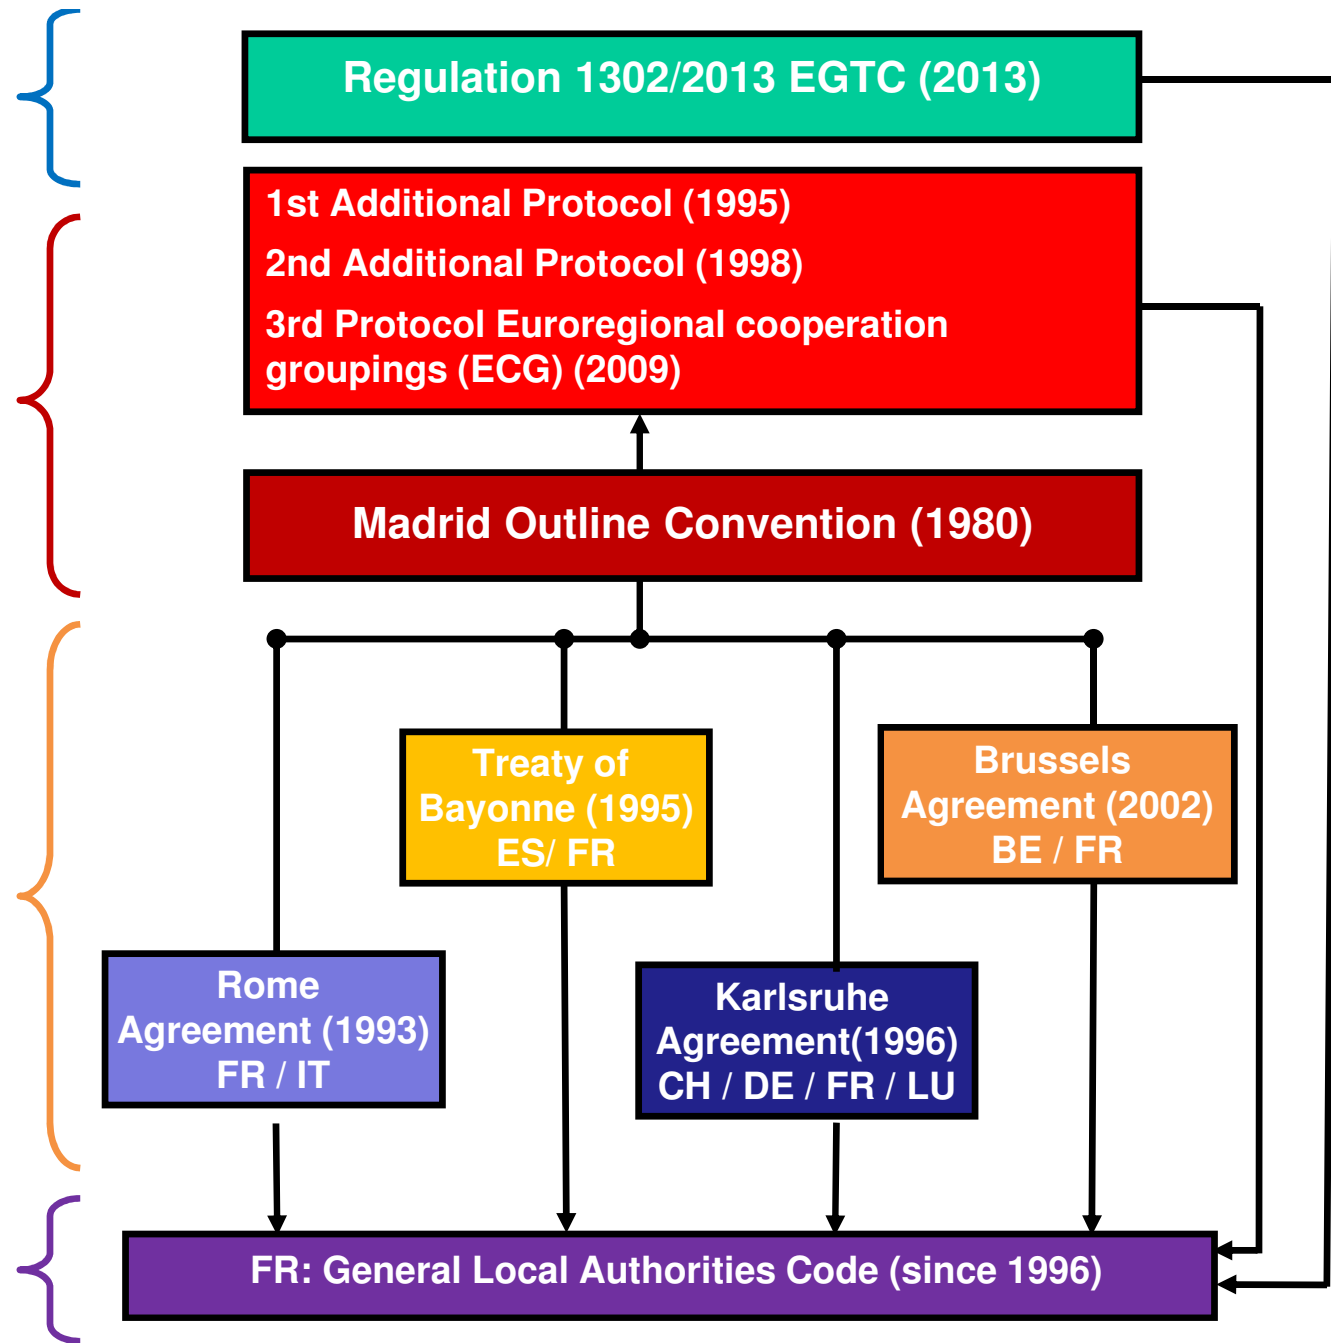 Regulation 1302/2013 EGTC (2013)
1st Additional Protocol (1995)
2nd Additional Protocol (1998)
3rd Protocol Euroregional cooperation
groupings (ECG) (2009)
Madrid Outline Convention (1980)
Treaty of
Bayonne (1995)
ES/ FR
Brussels
Agreement (2002)
BE / FR
Rome
Agreement (1993)
FR / IT
Karlsruhe
Agreement(1996)
CH / DE / FR / LU
FR: General Local Authorities Code (since 1996)